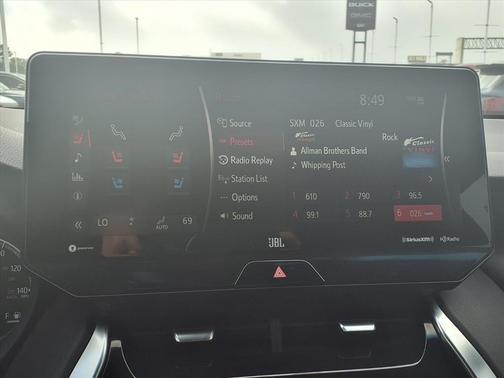 BUICK
GMC
8:49
Source
SXM 026 Classic Vinyl
Presets
Rock
Classic
VINYL
Allman Brothers Band
Radio Replay
Whipping Post
Station List
Options
1 610
2 790
3 96.5
Sound
4 99.1
5 88.7
6 026
LO
AUTO
69
JBL
SiriusXM
HD Radio
120
140+
F